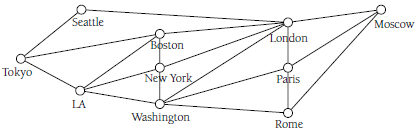 Seattle
Moscow
London
Boston
Tokyo
New York
Paris
LA
Washington
Rome